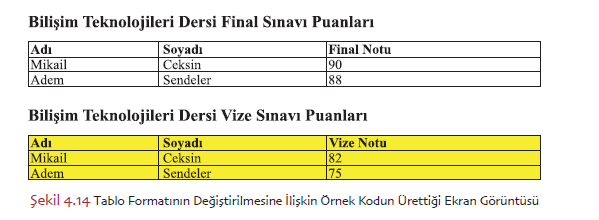 Bilişim Teknolojileri Dersi Final Sınavı Puanları
Adı Soyadı Final Notu
Mikail Ceksin 90
Adem Sendeler 88
Bilişim Teknolojileri Dersi Vize Sınavı Puanları
Adı Soyadı Vize Notu
Mikail Ceksin 82
Adem Sendeler 75
Şekil 4.14 Tablo Formatının Değiştirilmesine İlişkin Örnek Kodun Ürettiği Ekran Görüntüsü